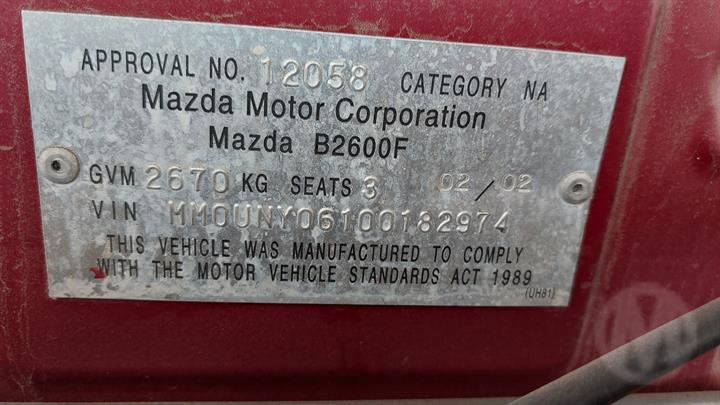 APPROVAL NO. 12058 CATEGORY NA
Mazda Motor Corporation
Mazda B2600F
GVM 2670 KG SEATS 3 02/02
VIN MM0UNY06100182974
THIS VEHICLE WAS MANUFACTURED TO COMPLY
WITH THE MOTOR VEHICLE STANDARDS ACT 1989
(UH81)